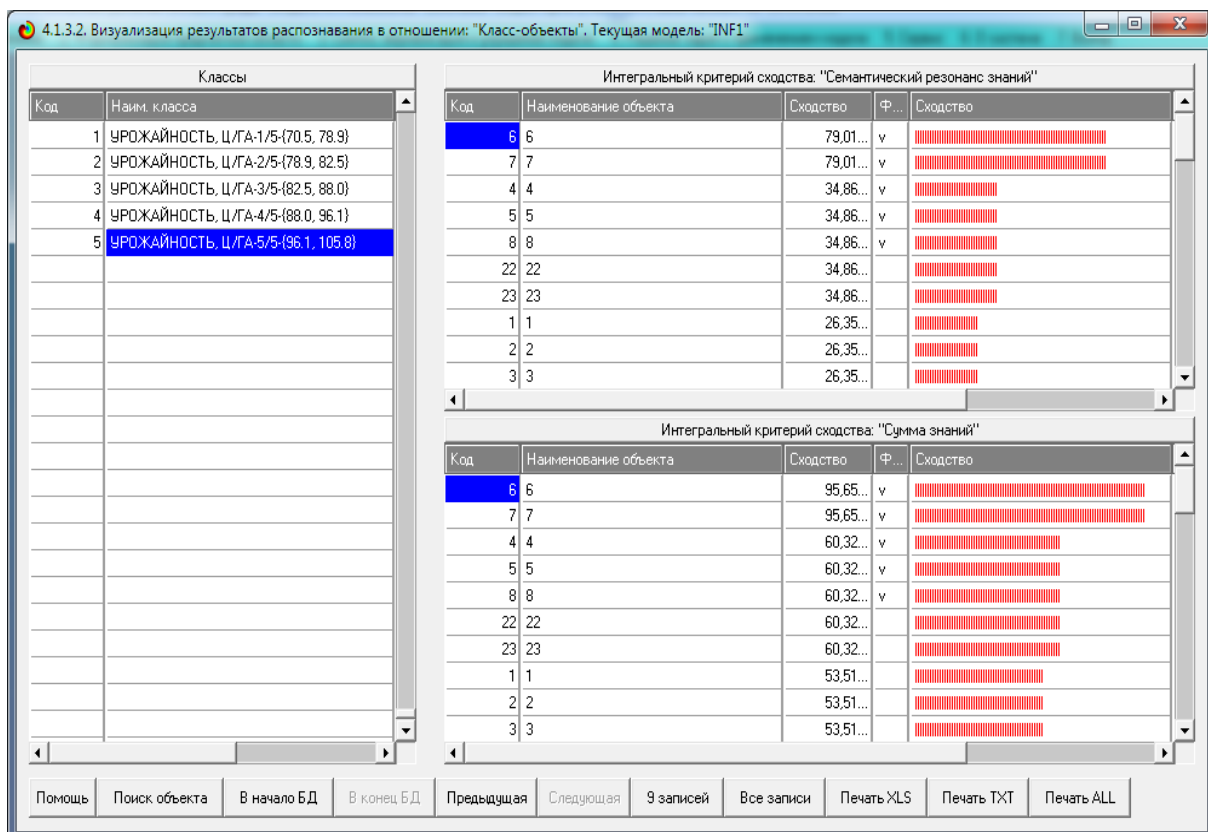 4.1.3.2. Визуализация результатов распознавания в отношении: "Класс-объекты". Текущая модель: "INF1"
Классы
Код Наим. класса
1 УРОЖАЙНОСТЬ, Ц/ГА-1/5-{70.5, 78.9}
2 УРОЖАЙНОСТЬ, Ц/ГА-2/5-{78.9, 82.5}
3 УРОЖАЙНОСТЬ, Ц/ГА-3/5-{82.5, 88.0}
4 УРОЖАЙНОСТЬ, Ц/ГА-4/5-{88.0, 96.1}
5 УРОЖАЙНОСТЬ, Ц/ГА-5/5-{96.1, 105.8}
Интегральный критерий сходства: "Семантический резонанс знаний"
Код Наименование объекта Сходство Ф... Сходство
6 6 79,01... v
7 7 79,01... v
4 4 34,86... v
5 5 34,86... v
8 8 34,86... v
22 22 34,86...
23 23 34,86...
1 1 26,35...
2 2 26,35...
3 3 26,35...
Интегральный критерий сходства: "Сумма знаний"
Код Наименование объекта Сходство Ф... Сходство
6 6 95,65... v
7 7 95,65... v
4 4 60,32... v
5 5 60,32... v
8 8 60,32... v
22 22 60,32...
23 23 60,32...
1 1 53,51...
2 2 53,51...
3 3 53,51...
Помощь Поиск объекта В начало БД В конец БД Предыдущая Следующая 9 записей Все записи Печать XLS Печать TXT Печать ALL